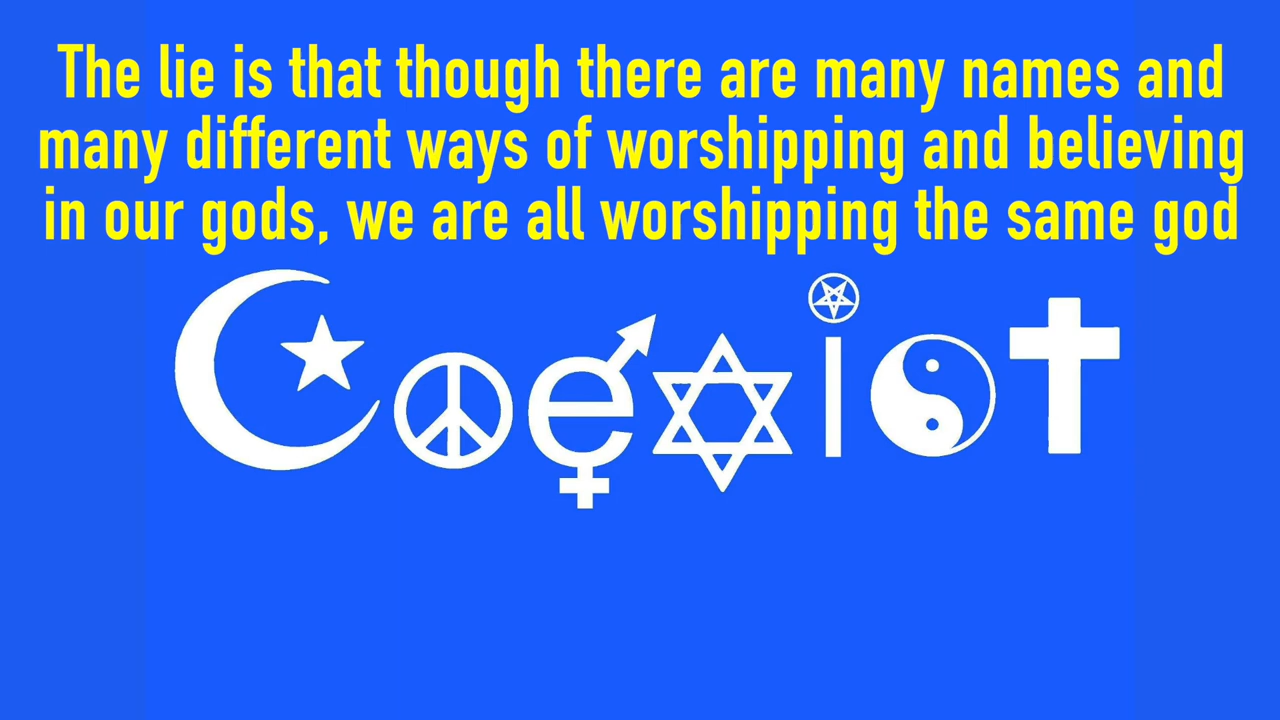 The lie is that though there are many names and
many different ways of worshipping and believing
in our gods, we are all worshipping the same god
Coexist